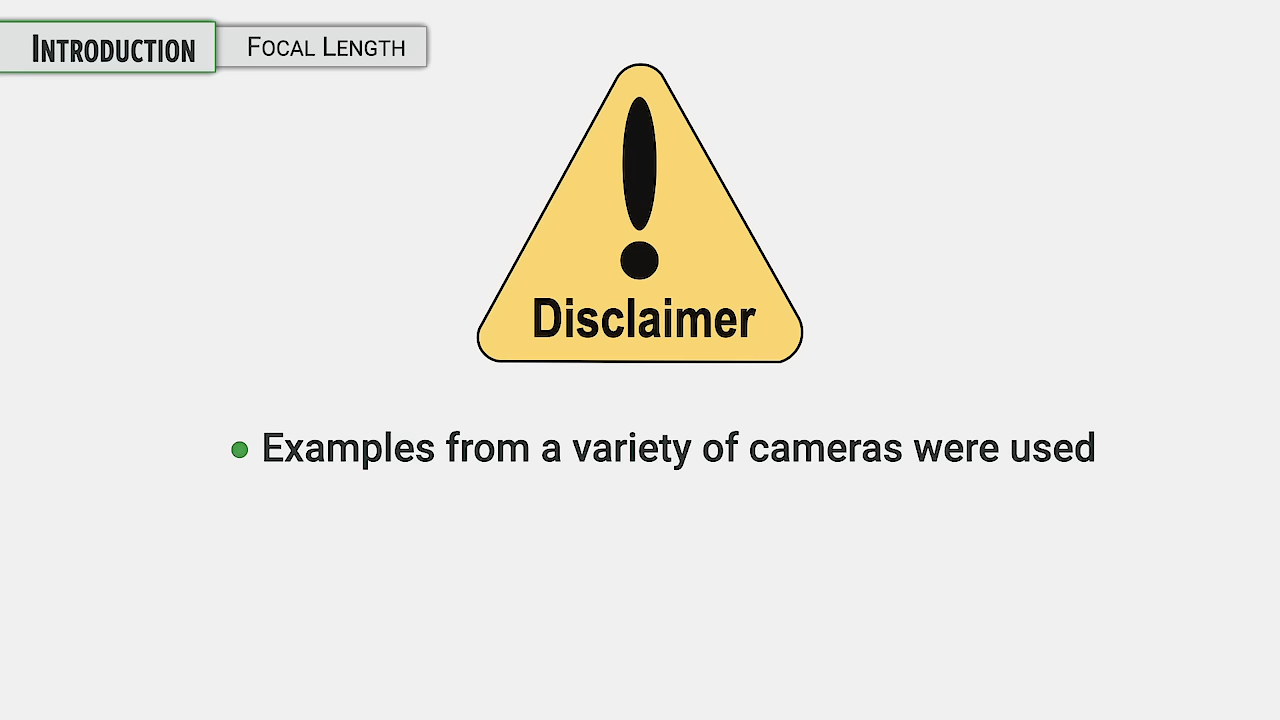 INTRODUCTION
FOCAL LENGTH
Disclaimer
Examples from a variety of cameras were used